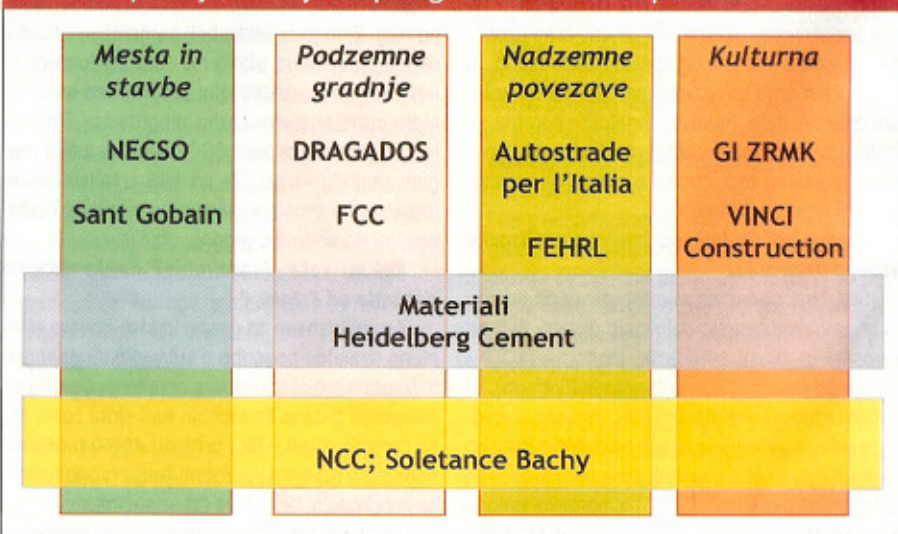 Mesta in
stavbe
NECSO
Sant Gobain
Podzemne
gradnje
DRAGADOS
FCC
Nadzemne
povezave
Autostrade
per l'Italia
FEHRL
Kulturna
GI ZRMK
VINCI
Construction
Materiali
Heidelberg Cement
NCC; Soletance Bachy